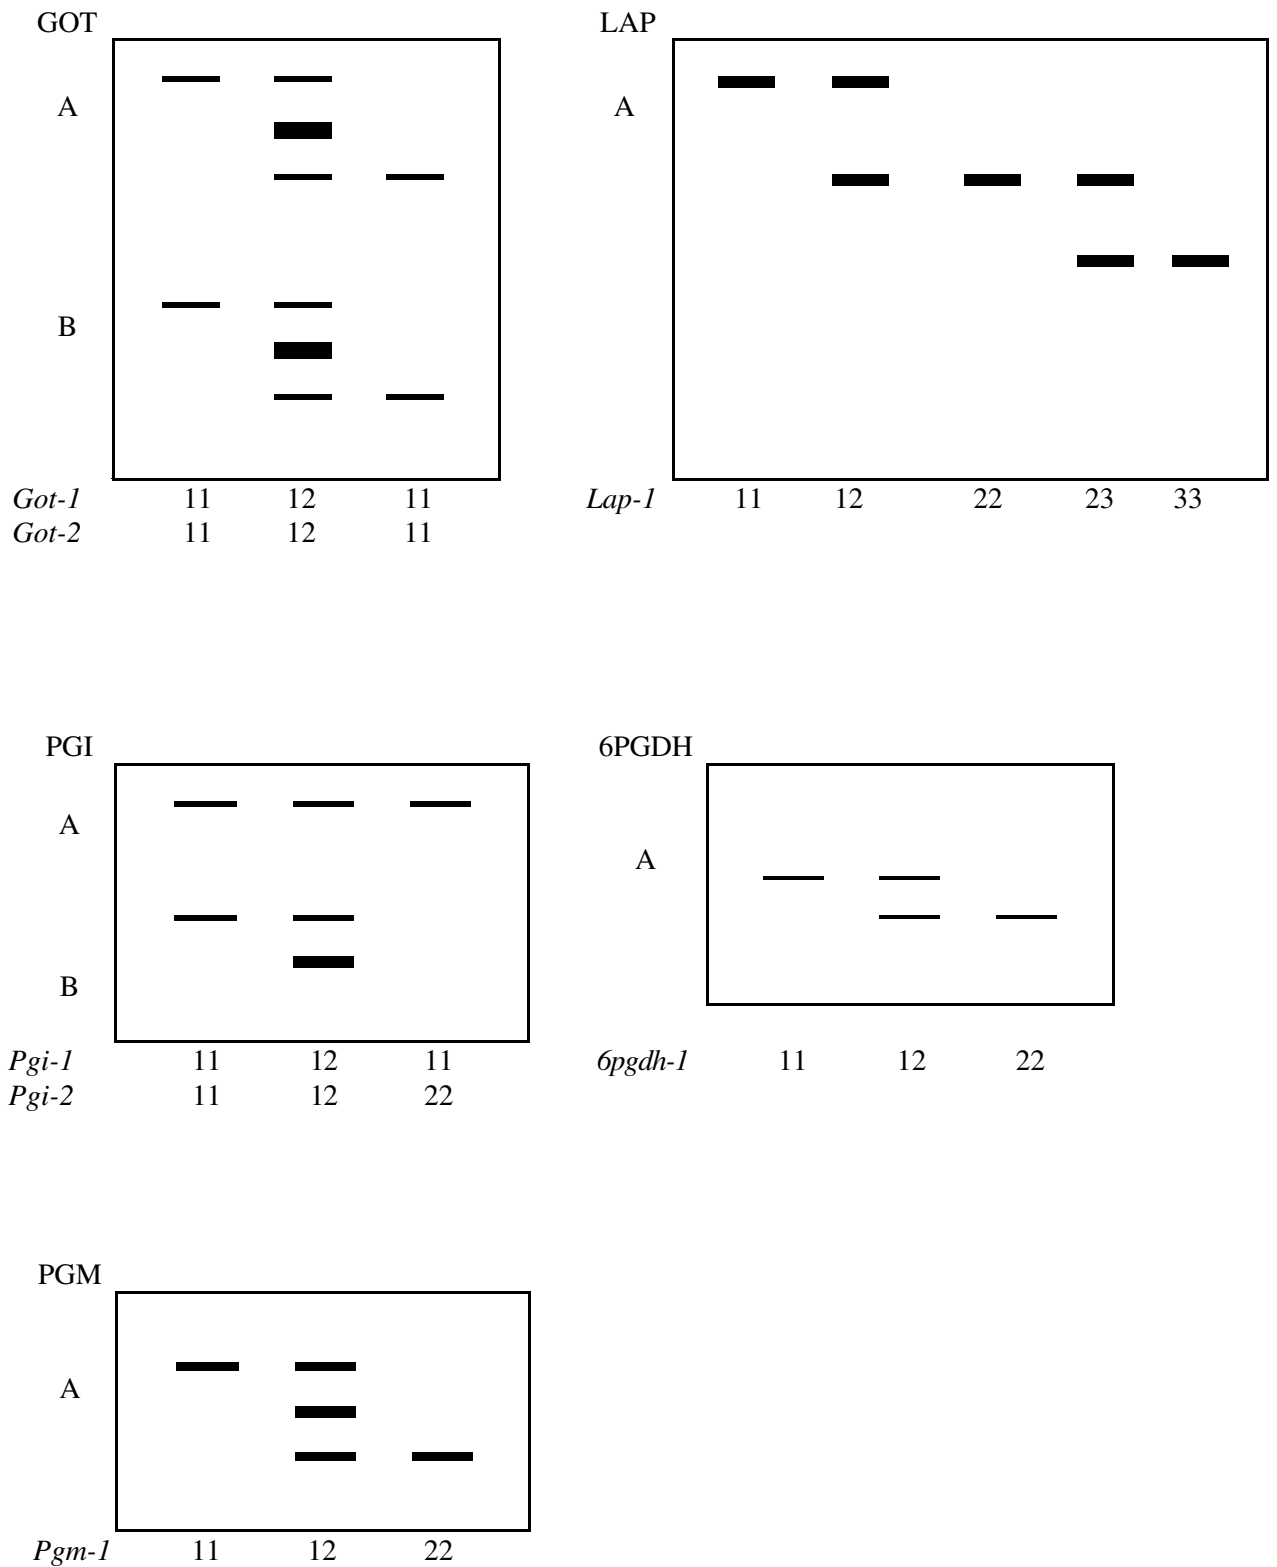 GOT
A
B
Got-1 11 12 11
Got-2 11 12 11
LAP
A
Lap-1 11 12 22 23 33
PGI
A
B
Pgi-1 11 12 11
Pgi-2 11 12 22
6PGDH
A
6pgdh-1 11 12 22
PGM
A
Pgm-1 11 12 22